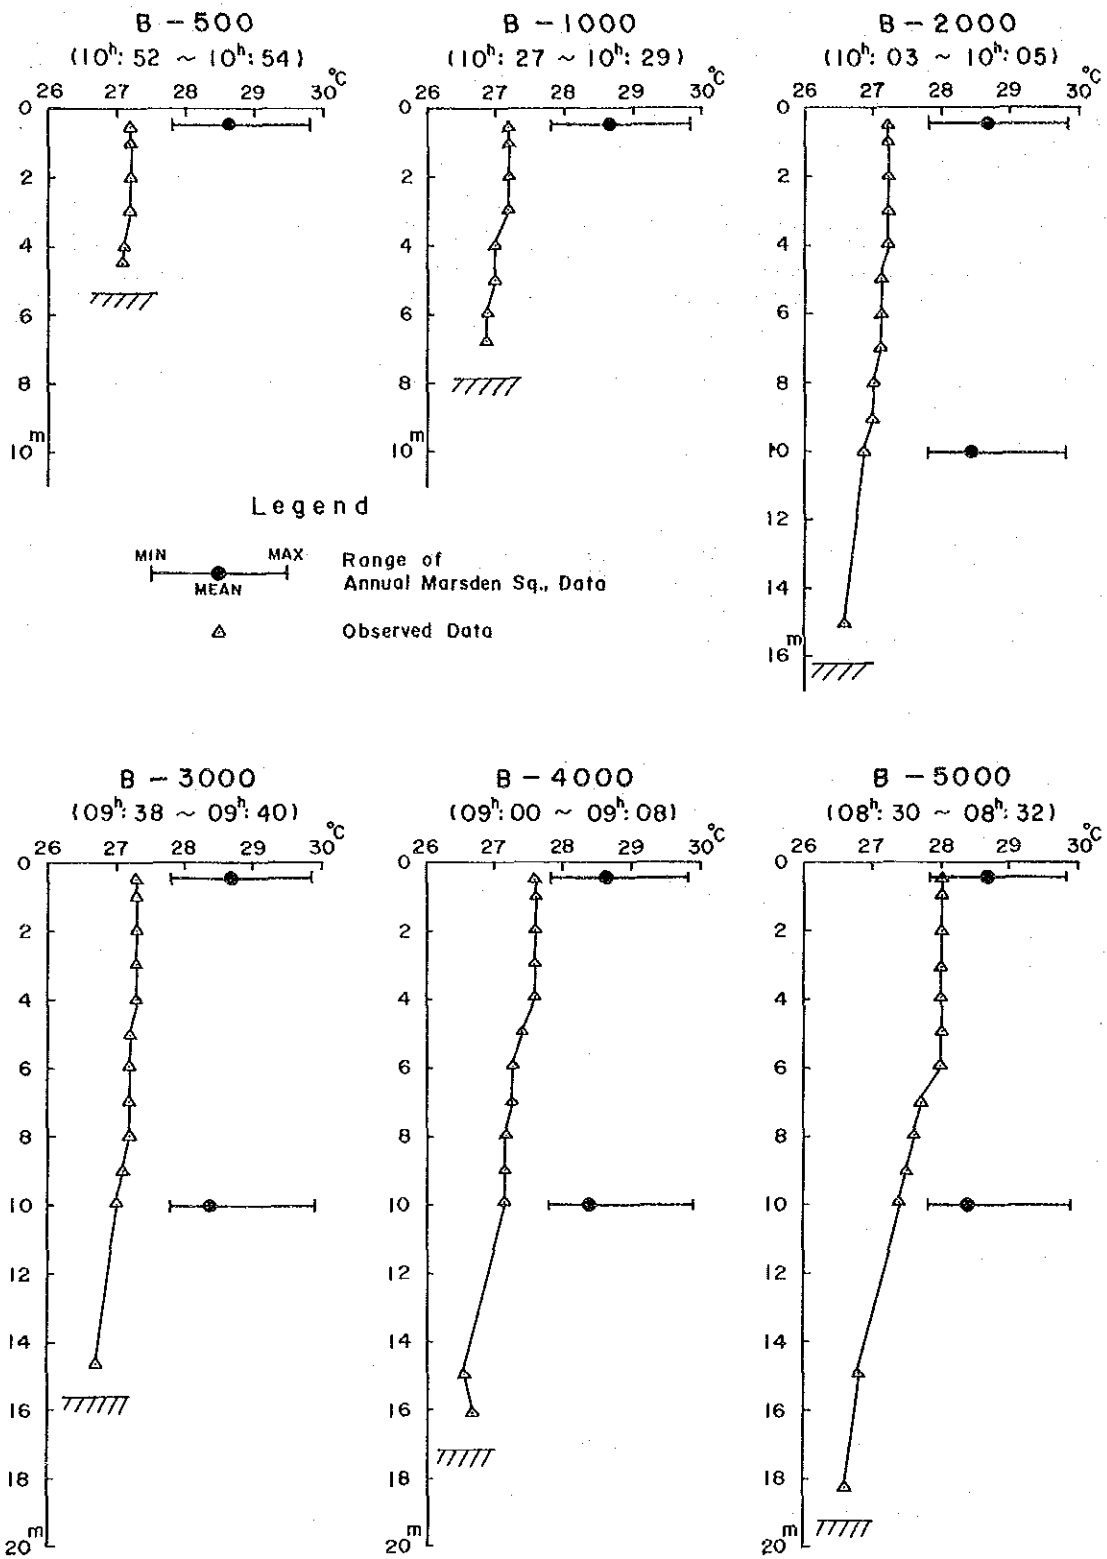 B - 500
(10ʰ: 52 ~ 10ʰ: 54)
°C
26 27 28 29 30
0
2
4
6
8
10 m
B - 1000
(10ʰ: 27 ~ 10ʰ: 29)
°C
26 27 28 29 30
0
2
4
6
8
10 m
B - 2000
(10ʰ: 03 ~ 10ʰ: 05)
°C
26 27 28 29 30
0
2
4
6
8
10
12
14
16 m
Legend
MIN MAX
MEAN
Range of
Annual Marsden Sq., Data
Observed Data
B - 3000
(09ʰ: 38 ~ 09ʰ: 40)
°C
26 27 28 29 30
0
2
4
6
8
10
12
14
16
18
20 m
B - 4000
(09ʰ: 00 ~ 09ʰ: 08)
°C
26 27 28 29 30
0
2
4
6
8
10
12
14
16
18
20 m
B - 5000
(08ʰ: 30 ~ 08ʰ: 32)
°C
26 27 28 29 30
0
2
4
6
8
10
12
14
16
18
20 m